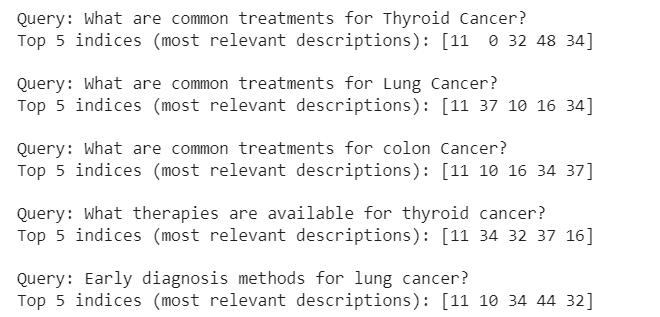 Query: What are common treatments for Thyroid Cancer?
Top 5 indices (most relevant descriptions): [11  0 32 48 34]
Query: What are common treatments for Lung Cancer?
Top 5 indices (most relevant descriptions): [11 37 10 16 34]
Query: What are common treatments for colon Cancer?
Top 5 indices (most relevant descriptions): [11 10 16 34 37]
Query: What therapies are available for thyroid cancer?
Top 5 indices (most relevant descriptions): [11 34 32 37 16]
Query: Early diagnosis methods for lung cancer?
Top 5 indices (most relevant descriptions): [11 10 34 44 32]